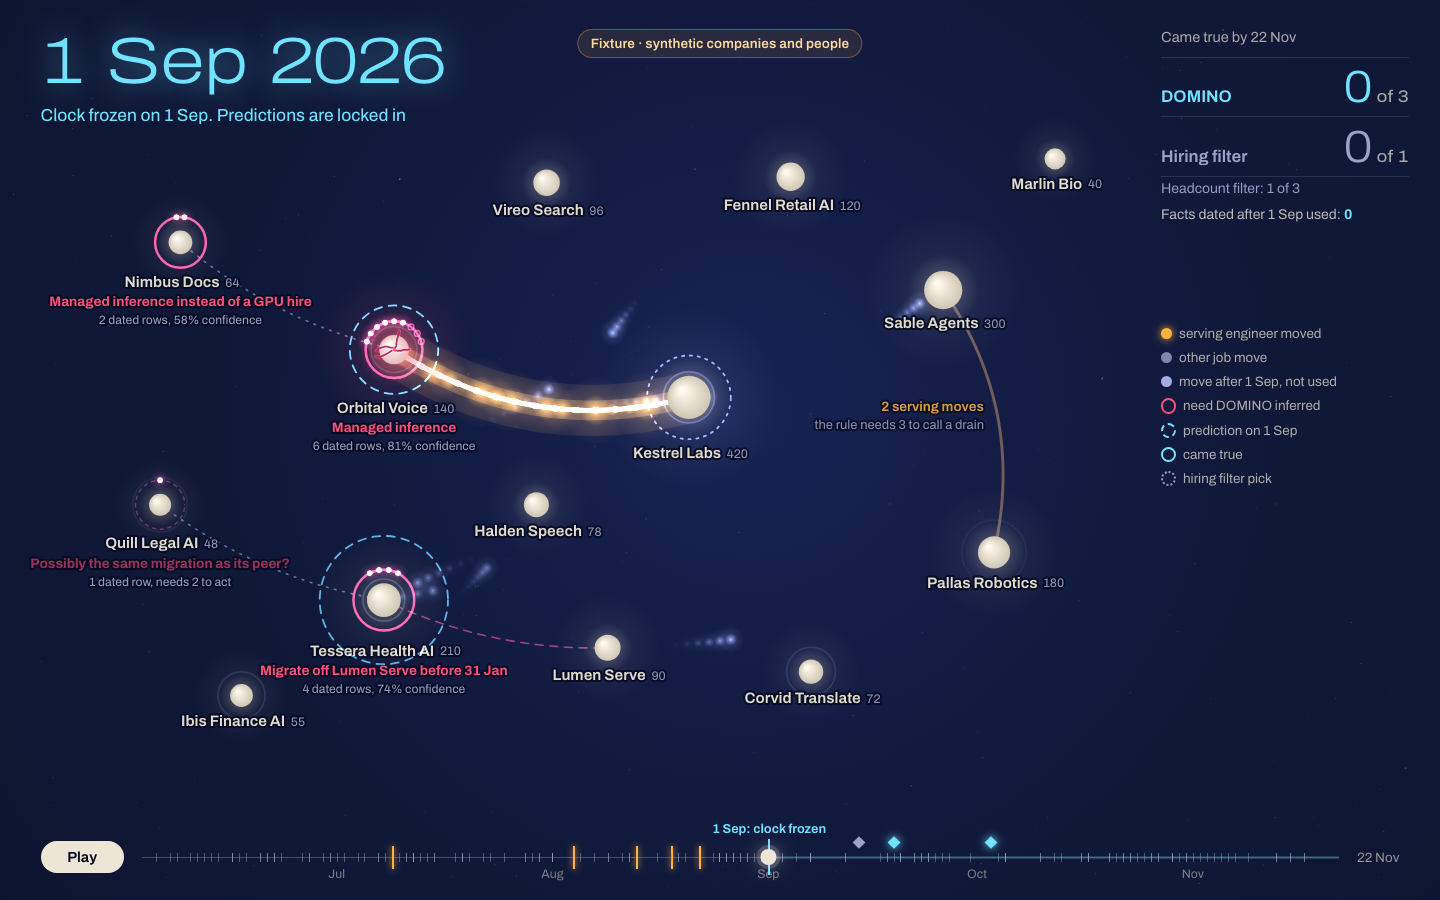 1 Sep 2026
Clock frozen on 1 Sep. Predictions are locked in
Fixture · synthetic companies and people
Came true by 22 Nov
DOMINO 0 of 3
Hiring filter 0 of 1
Headcount filter: 1 of 3
Facts dated after 1 Sep used: 0
Marlin Bio 40
Vireo Search 96
Fennel Retail AI 120
Nimbus Docs 64
Managed inference instead of a GPU hire
2 dated rows, 58% confidence
Sable Agents 300
serving engineer moved
other job move
move after 1 Sep, not used
need DOMINO inferred
prediction on 1 Sep
came true
hiring filter pick
Orbital Voice 140
Managed inference
6 dated rows, 81% confidence
2 serving moves
the rule needs 3 to call a drain
Kestrel Labs 420
Halden Speech 78
Quill Legal AI 48
Possibly the same migration as its peer?
1 dated row, needs 2 to act
Pallas Robotics 180
Tessera Health AI 210
Migrate off Lumen Serve before 31 Jan
4 dated rows, 74% confidence
Lumen Serve 90
Corvid Translate 72
Ibis Finance AI 55
1 Sep: clock frozen
Play
22 Nov
Jul Aug Sep Oct Nov